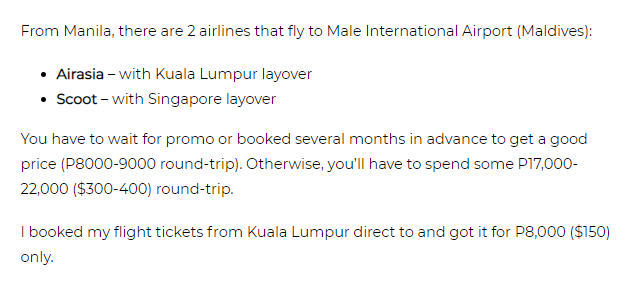 From Manila, there are 2 airlines that fly to Male International Airport (Maldives):
• Airasia – with Kuala Lumpur layover
• Scoot – with Singapore layover
You have to wait for promo or booked several months in advance to get a good
price (P8000-9000 round-trip). Otherwise, you'll have to spend some P17,000-
22,000 ($300-400) round-trip.
I booked my flight tickets from Kuala Lumpur direct to and got it for P8,000 ($150)
only.